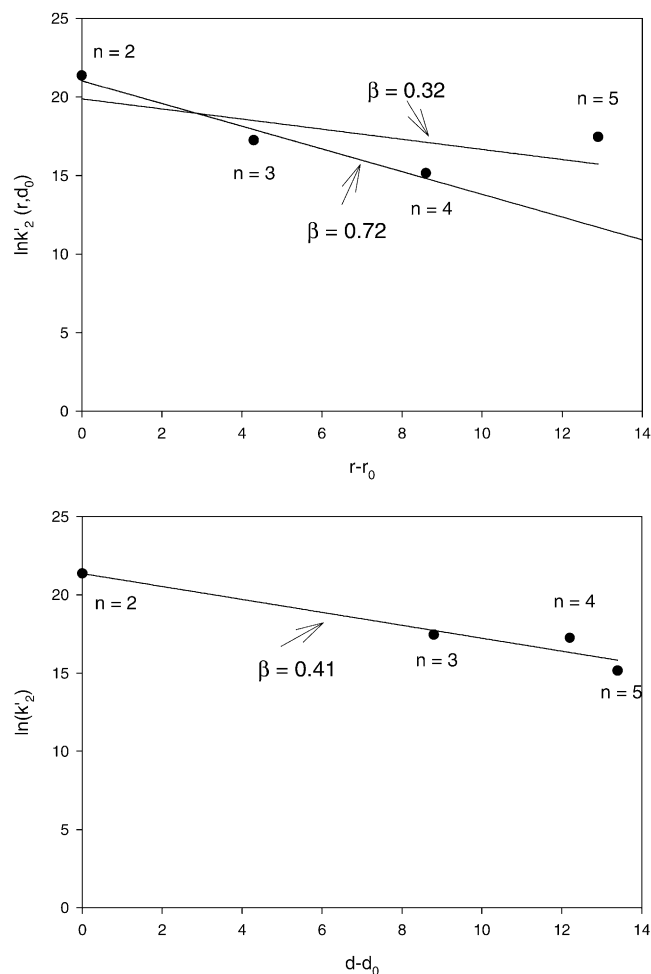 25
n = 2
β = 0.32
20
n = 5
n = 3
n = 4
15
β = 0.72
lnk'₂ (r,d₀)
10
5
0
0 2 4 6 8 10 12 14
r-r₀
25
20
n = 2
n = 4
n = 3
β = 0.41
n = 5
15
ln(k'₂)
10
5
0
0 2 4 6 8 10 12 14
d-d₀